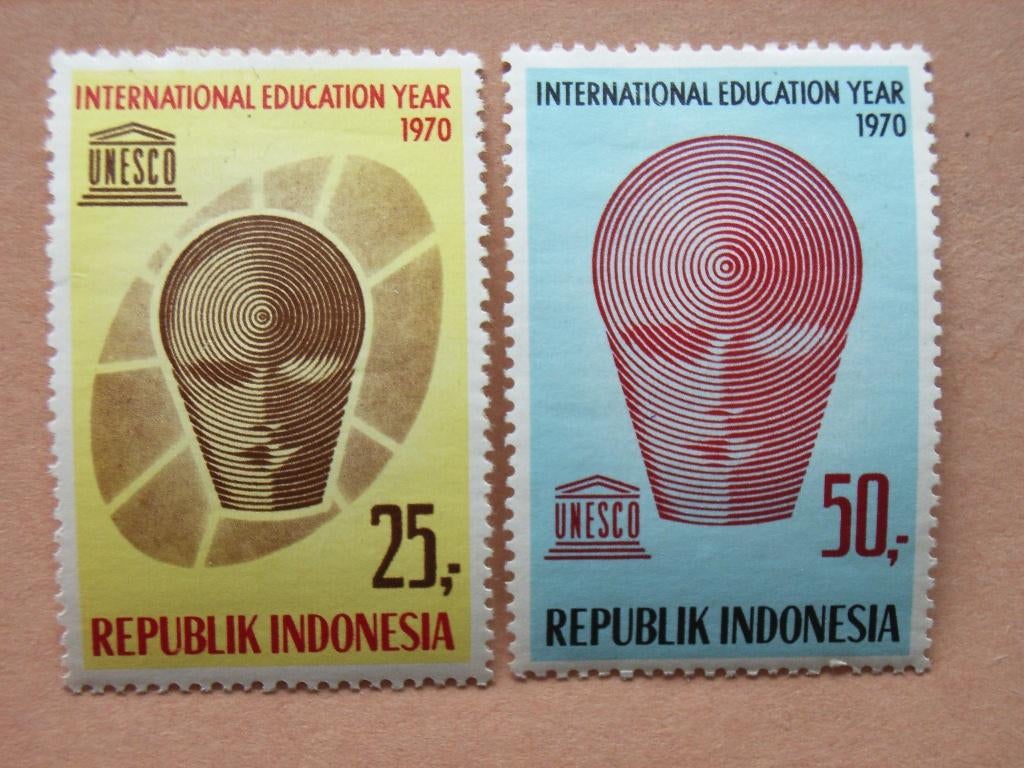 INTERNATIONAL EDUCATION YEAR
1970
UNESCO
25,-
REPUBLIK INDONESIA
INTERNATIONAL EDUCATION YEAR
1970
UNESCO
50,-
REPUBLIK INDONESIA